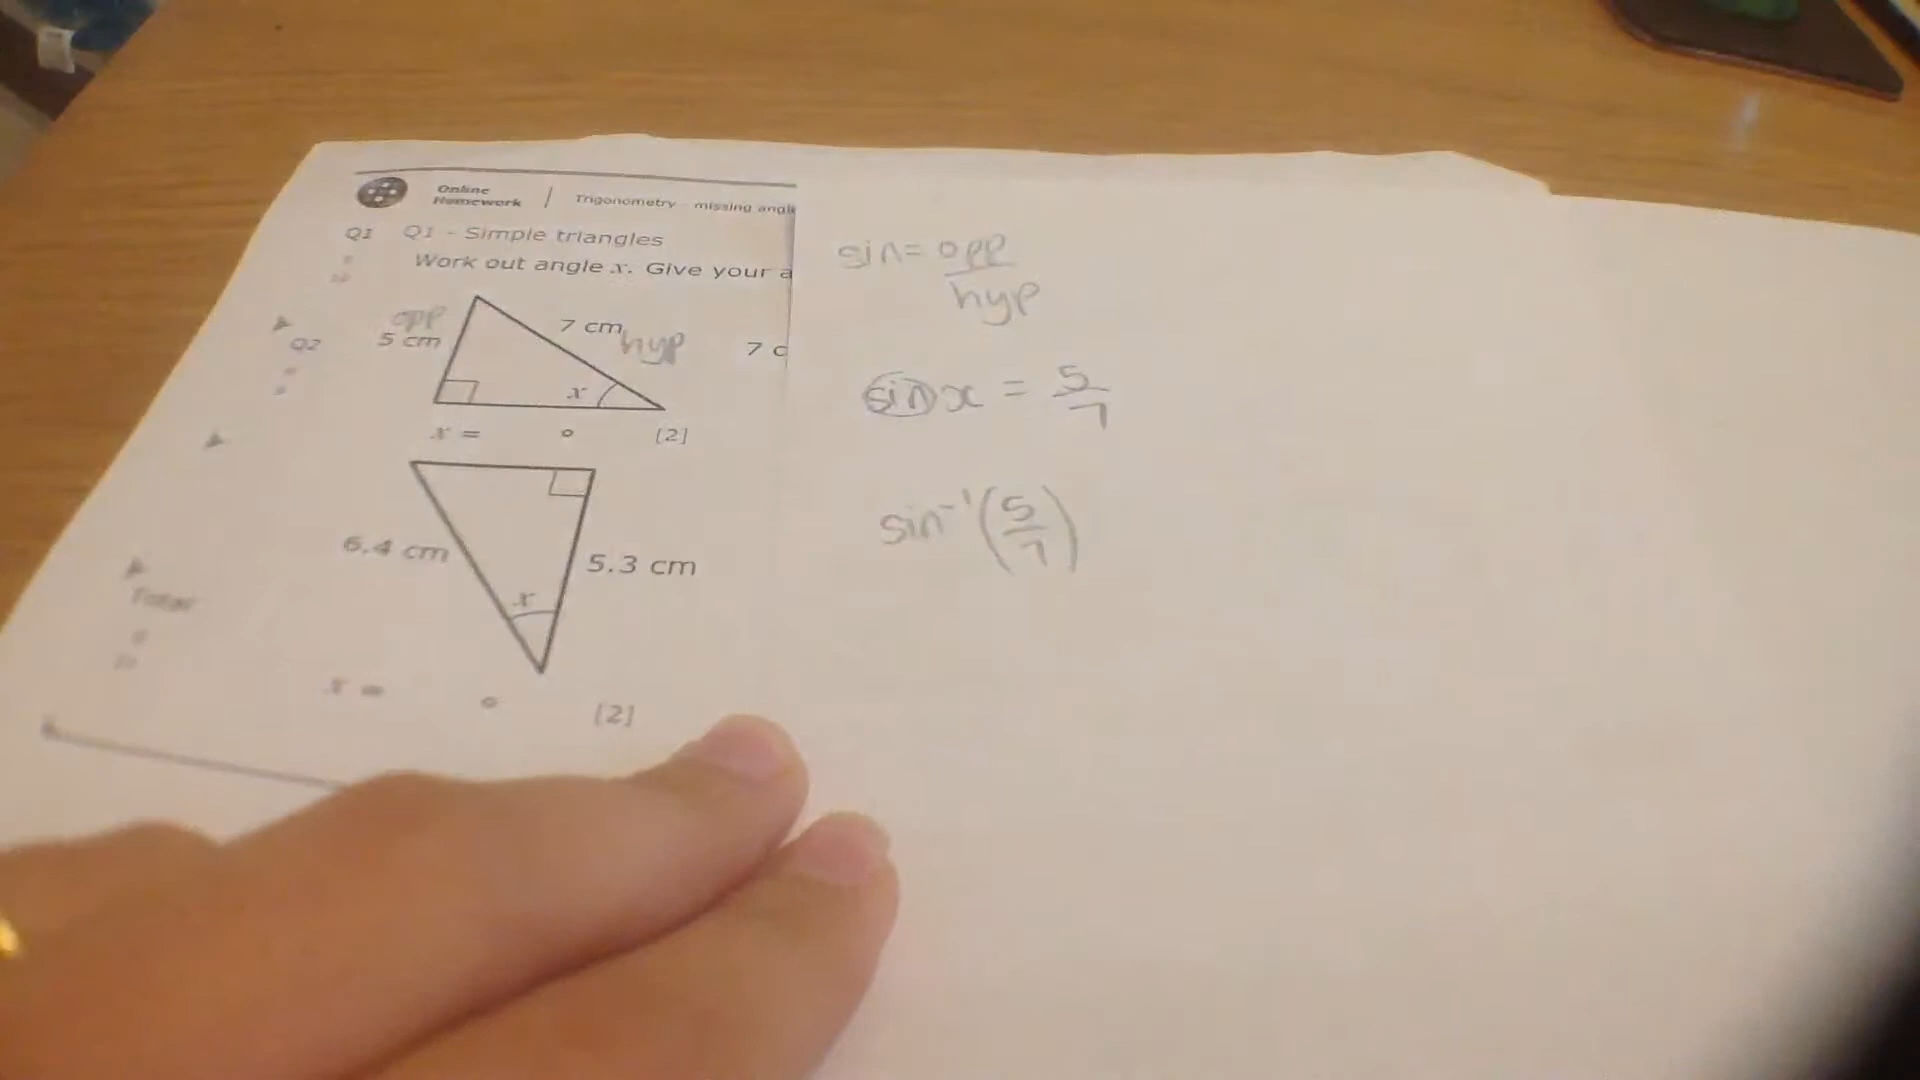 Online
Homework
Trigonometry - missing angl
Q1 Q1 - Simple triangles
Work out angle x. Give your a
opp
5 cm
7 cm
hyp
7 c
Q2
x
x = ° [2]
6.4 cm
5.3 cm
x
Total
x = ° [2]
sin = opp
hyp
sin x = 5
7
sin⁻¹(5
7)